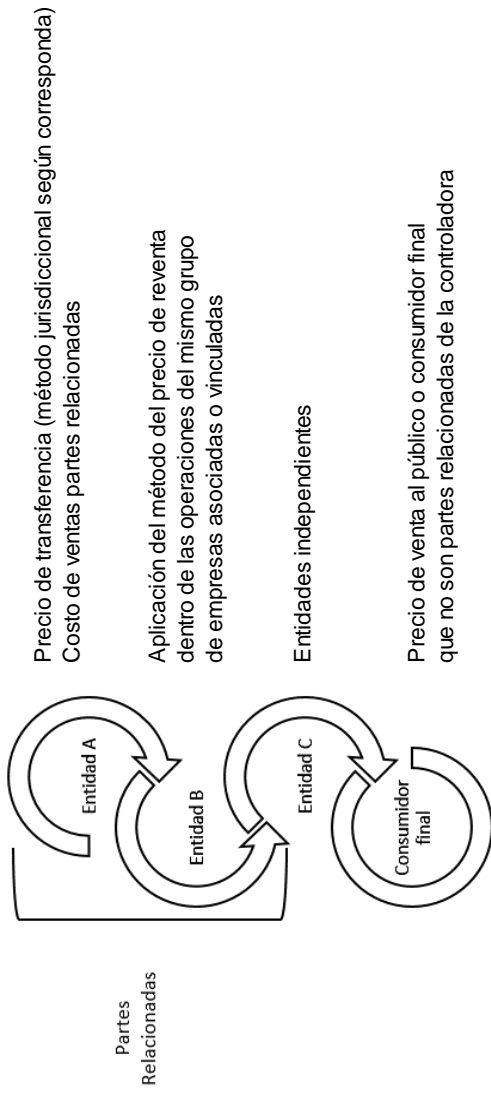 Partes
Relacionadas
Entidad A
Precio de transferencia (método jurisdiccional según corresponda)
Costo de ventas partes relacionadas
Entidad B
Aplicación del método del precio de reventa
dentro de las operaciones del mismo grupo
de empresas asociadas o vinculadas
Entidad C
Entidades independientes
Consumidor
final
Precio de venta al público o consumidor final
que no son partes relacionadas de la controladora